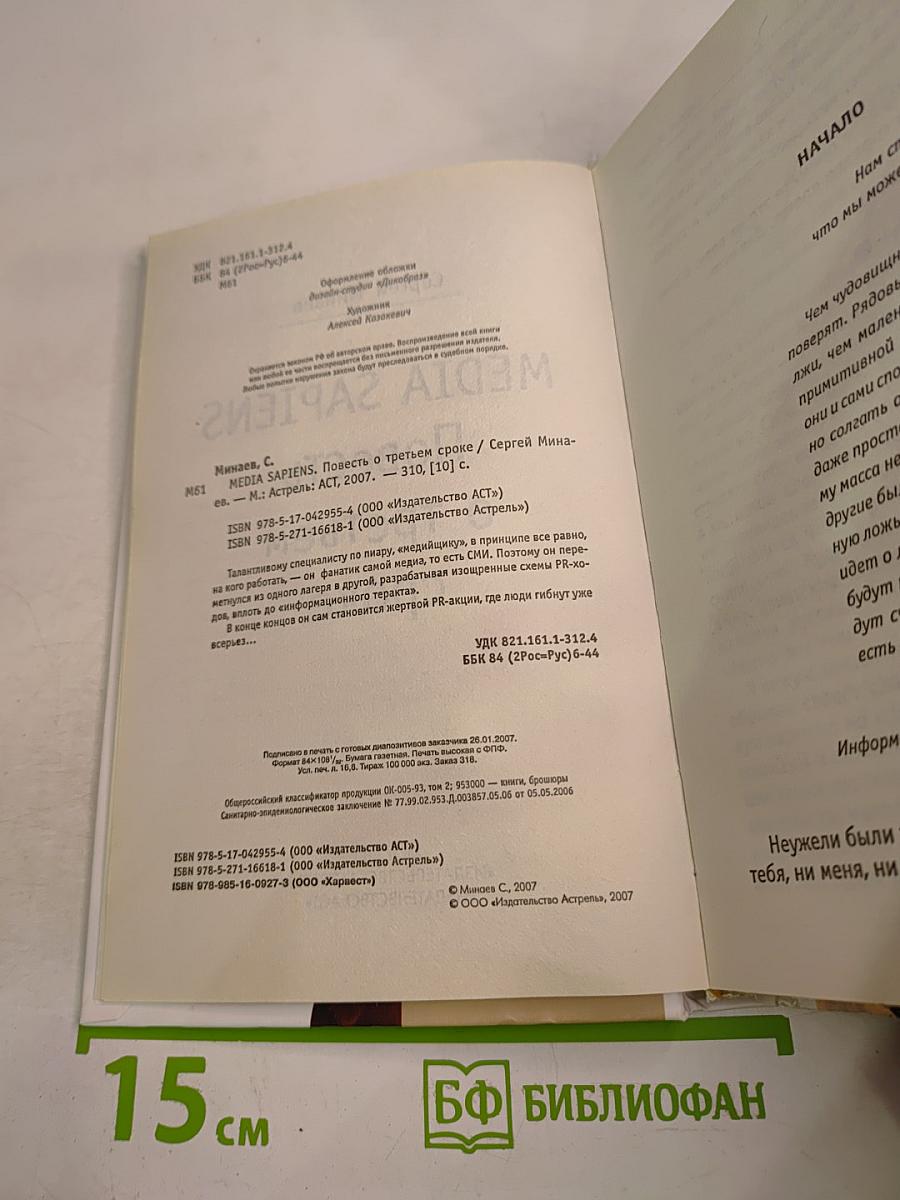 УДК 821.161.1-312.4
ББК 84 (2Рос=Рус)6-44
М61
Оформление обложки
дизайн-студии «Дикобраз»
Художник
Алексей Казакевич
Охраняется законом РФ об авторском праве. Воспроизведение всей книги
или любой ее части воспрещается без письменного разрешения издателя.
Любые попытки нарушения закона будут преследоваться в судебном порядке.
Минаев, С.
М61 MEDIA SAPIENS. Повесть о третьем сроке / Сергей Мина-
ев. — М.: Астрель: АСТ, 2007. — 310, [10] с.
ISBN 978-5-17-042955-4 (ООО «Издательство АСТ»)
ISBN 978-5-271-16618-1 (ООО «Издательство Астрель»)
Талантливому специалисту по пиару, «медийщику», в принципе все равно,
на кого работать, — он фанатик самой медиа, то есть СМИ. Поэтому он пере-
метнулся из одного лагеря в другой, разрабатывая изощренные схемы PR-хо-
дов, вплоть до «информационного теракта».
В конце концов он сам становится жертвой PR-акции, где люди гибнут уже
всерьез...
УДК 821.161.1-312.4
ББК 84 (2Рос=Рус)6-44
Подписано в печать с готовых диапозитивов заказчика 26.01.2007.
Формат 84×108¹/₃₂. Бумага газетная. Печать высокая с ФПФ.
Усл. печ. л. 16,8. Тираж 100 000 экз. Заказ 318.
Общероссийский классификатор продукции ОК-005-93, том 2; 953000 — книги, брошюры
Санитарно-эпидемиологическое заключение № 77.99.02.953.Д.003857.05.06 от 05.05.2006
ISBN 978-5-17-042955-4 (ООО «Издательство АСТ»)
ISBN 978-5-271-16618-1 (ООО «Издательство Астрель»)
ISBN 978-985-16-0927-3 (ООО «Харвест»)
© Минаев С., 2007
© ООО «Издательство Астрель», 2007
НАЧАЛО
Нам
что мы може
Чем чудовищн
поверят. Рядовы
лжи, чем мален
примитивной
они и сами спо
но солгать
даже прост
му масса не
другие бы
ную ложь
идет о
будут
дут
есть
Информ
Неужели были
тебя, ни меня, ни
15 см
БФ БИБЛИОФАН